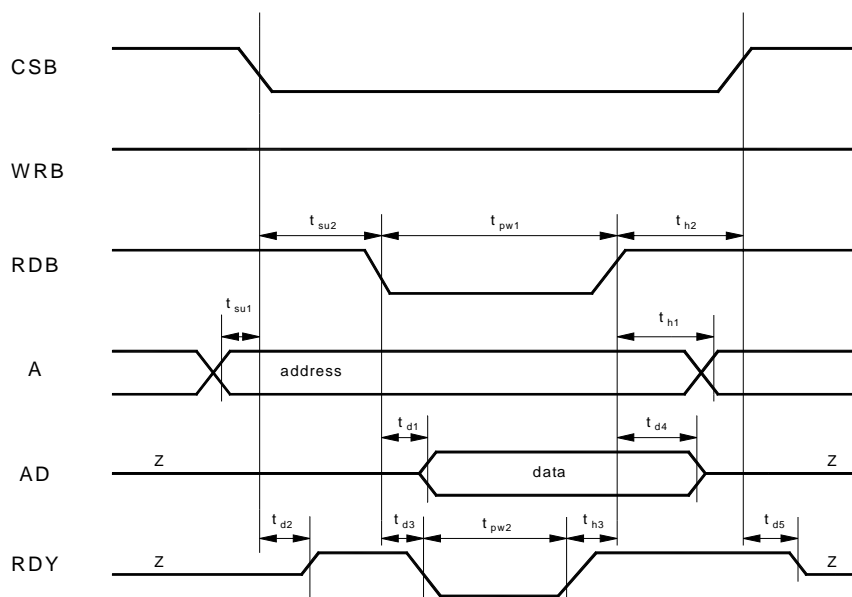 CSB
WRB
t su2 t pw1 t h2
RDB
t su1 t h1
A address
t d1 t d4
AD Z data Z
t d2 t d3 t pw2 t h3 t d5
RDY Z Z